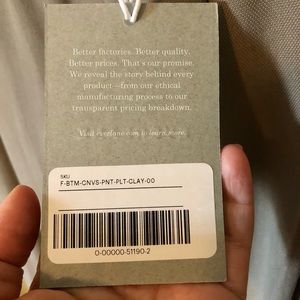 Better factories. Better quality.
Better prices. That's our promise.
We reveal the story behind every
product—from our ethical
manufacturing process to our
transparent pricing breakdown.
Visit everlane.com to learn more.
SKU
F-BTM-CNVS-PNT-PLT-CLAY-00
0-00000-51190-2